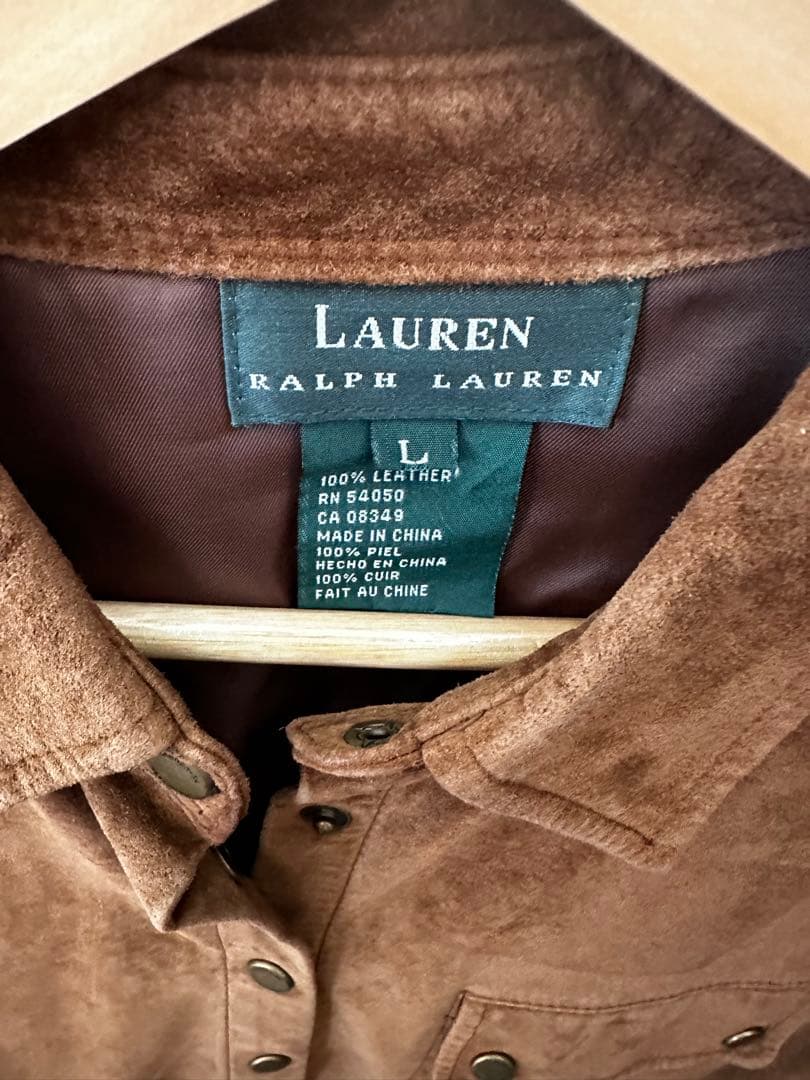 LAUREN
RALPH LAUREN
L
100% LEATHER
RN 54050
CA 08349
MADE IN CHINA
100% PIEL
HECHO EN CHINA
100% CUIR
FAIT AU CHINE